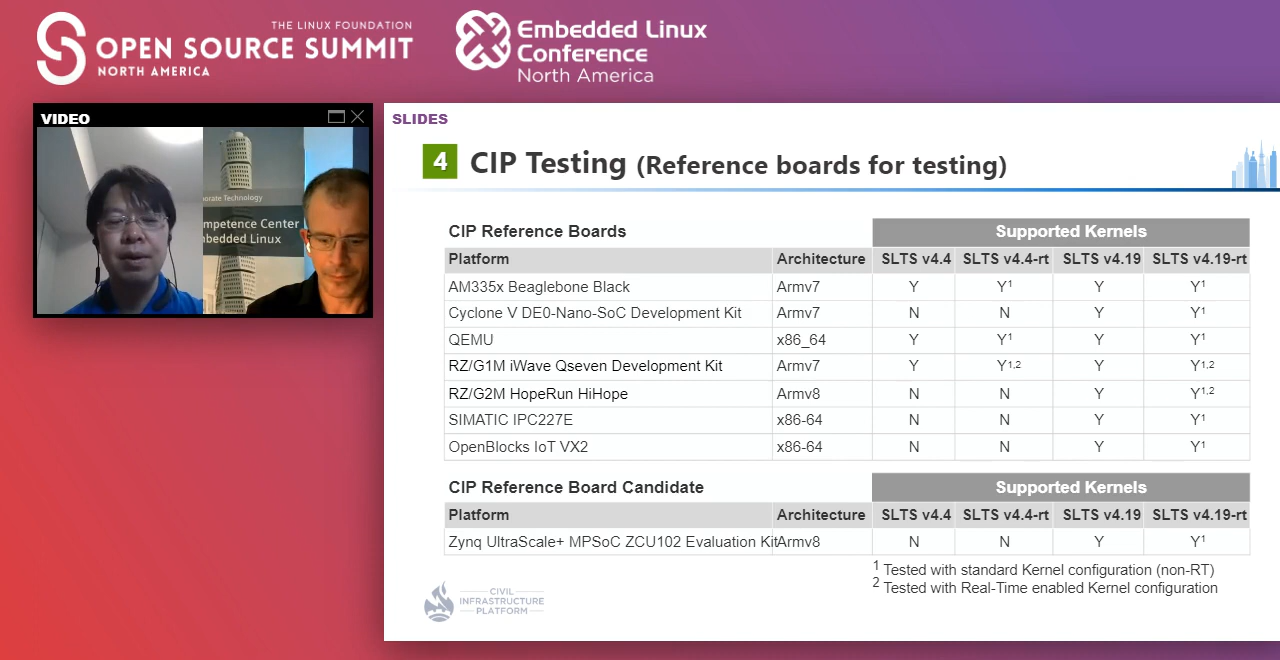 THE LINUX FOUNDATION
OPEN SOURCE SUMMIT
NORTH AMERICA
Embedded Linux
Conference
North America
VIDEO
orate Technology
mpetence Center
nbedded Linux
SLIDES
4 CIP Testing (Reference boards for testing)
CIP Reference Boards Supported Kernels
Platform Architecture SLTS v4.4 SLTS v4.4-rt SLTS v4.19 SLTS v4.19-rt
AM335x Beaglebone Black Armv7 Y Y¹ Y Y¹
Cyclone V DE0-Nano-SoC Development Kit Armv7 N N Y Y¹
QEMU x86_64 Y Y¹ Y Y¹
RZ/G1M iWave Qseven Development Kit Armv7 Y Y¹,² Y Y¹,²
RZ/G2M HopeRun HiHope Armv8 N N Y Y¹,²
SIMATIC IPC227E x86-64 N N Y Y¹
OpenBlocks IoT VX2 x86-64 N N Y Y¹
CIP Reference Board Candidate Supported Kernels
Platform Architecture SLTS v4.4 SLTS v4.4-rt SLTS v4.19 SLTS v4.19-rt
Zynq UltraScale+ MPSoC ZCU102 Evaluation Kit Armv8 N N Y Y¹
¹ Tested with standard Kernel configuration (non-RT)
² Tested with Real-Time enabled Kernel configuration
CIVIL
INFRASTRUCTURE
PLATFORM